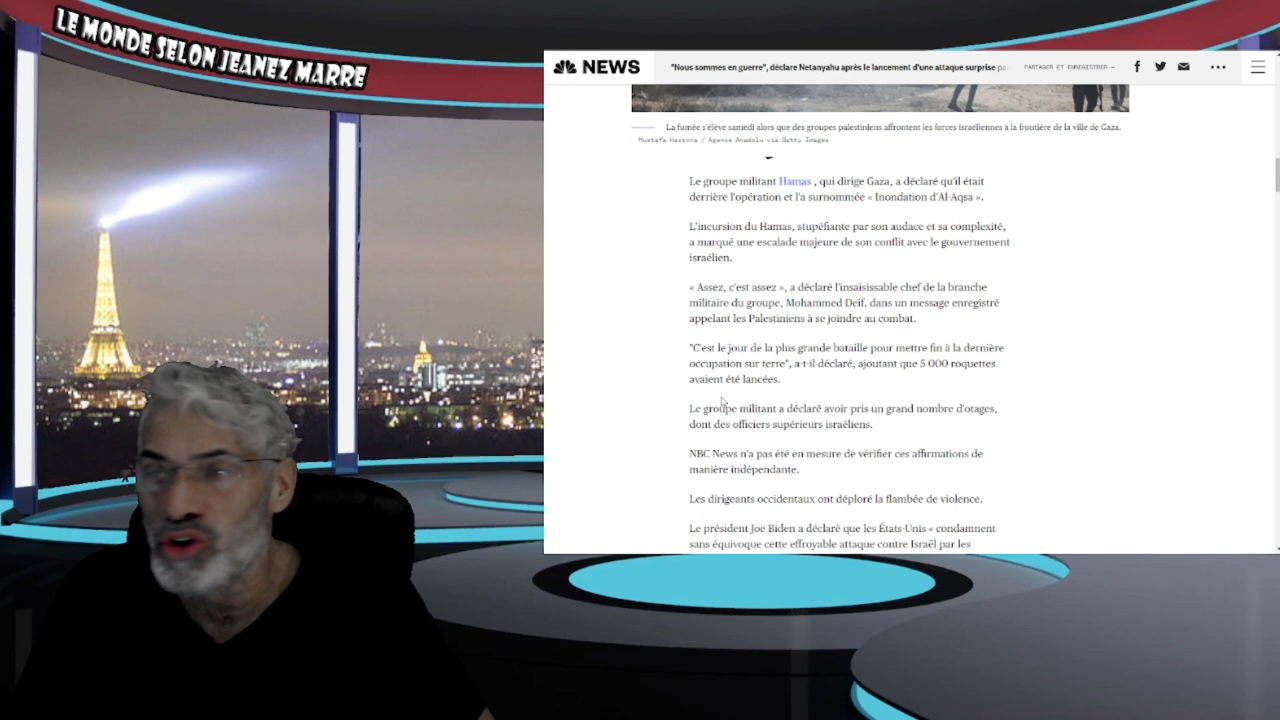 LE MONDE SELON JEANEZ MARRE
NEWS
"Nous sommes en guerre", déclare Netanyahu après le lancement d'une attaque surprise
PARTAGER ET ENREGISTRER —
La fumée s'élève samedi alors que des groupes palestiniens affrontent les forces israéliennes à la frontière de la ville de Gaza.
Mustafa Hassona / Agence Anadolu via Getty Images
Le groupe militant Hamas , qui dirige Gaza, a déclaré qu'il était
derrière l'opération et l'a surnommée « Inondation d'Al-Aqsa ».
L'incursion du Hamas, stupéfiante par son audace et sa complexité,
a marqué une escalade majeure de son conflit avec le gouvernement
israélien.
« Assez, c'est assez », a déclaré l'insaisissable chef de la branche
militaire du groupe, Mohammed Deif, dans un message enregistré
appelant les Palestiniens à se joindre au combat.
"C'est le jour de la plus grande bataille pour mettre fin à la dernière
occupation sur terre", a-t-il déclaré, ajoutant que 5 000 roquettes
avaient été lancées.
Le groupe militant a déclaré avoir pris un grand nombre d'otages,
dont des officiers supérieurs israéliens.
NBC News n'a pas été en mesure de vérifier ces affirmations de
manière indépendante.
Les dirigeants occidentaux ont déploré la flambée de violence.
Le président Joe Biden a déclaré que les États-Unis « condamnent
sans équivoque cette effroyable attaque contre Israël par les